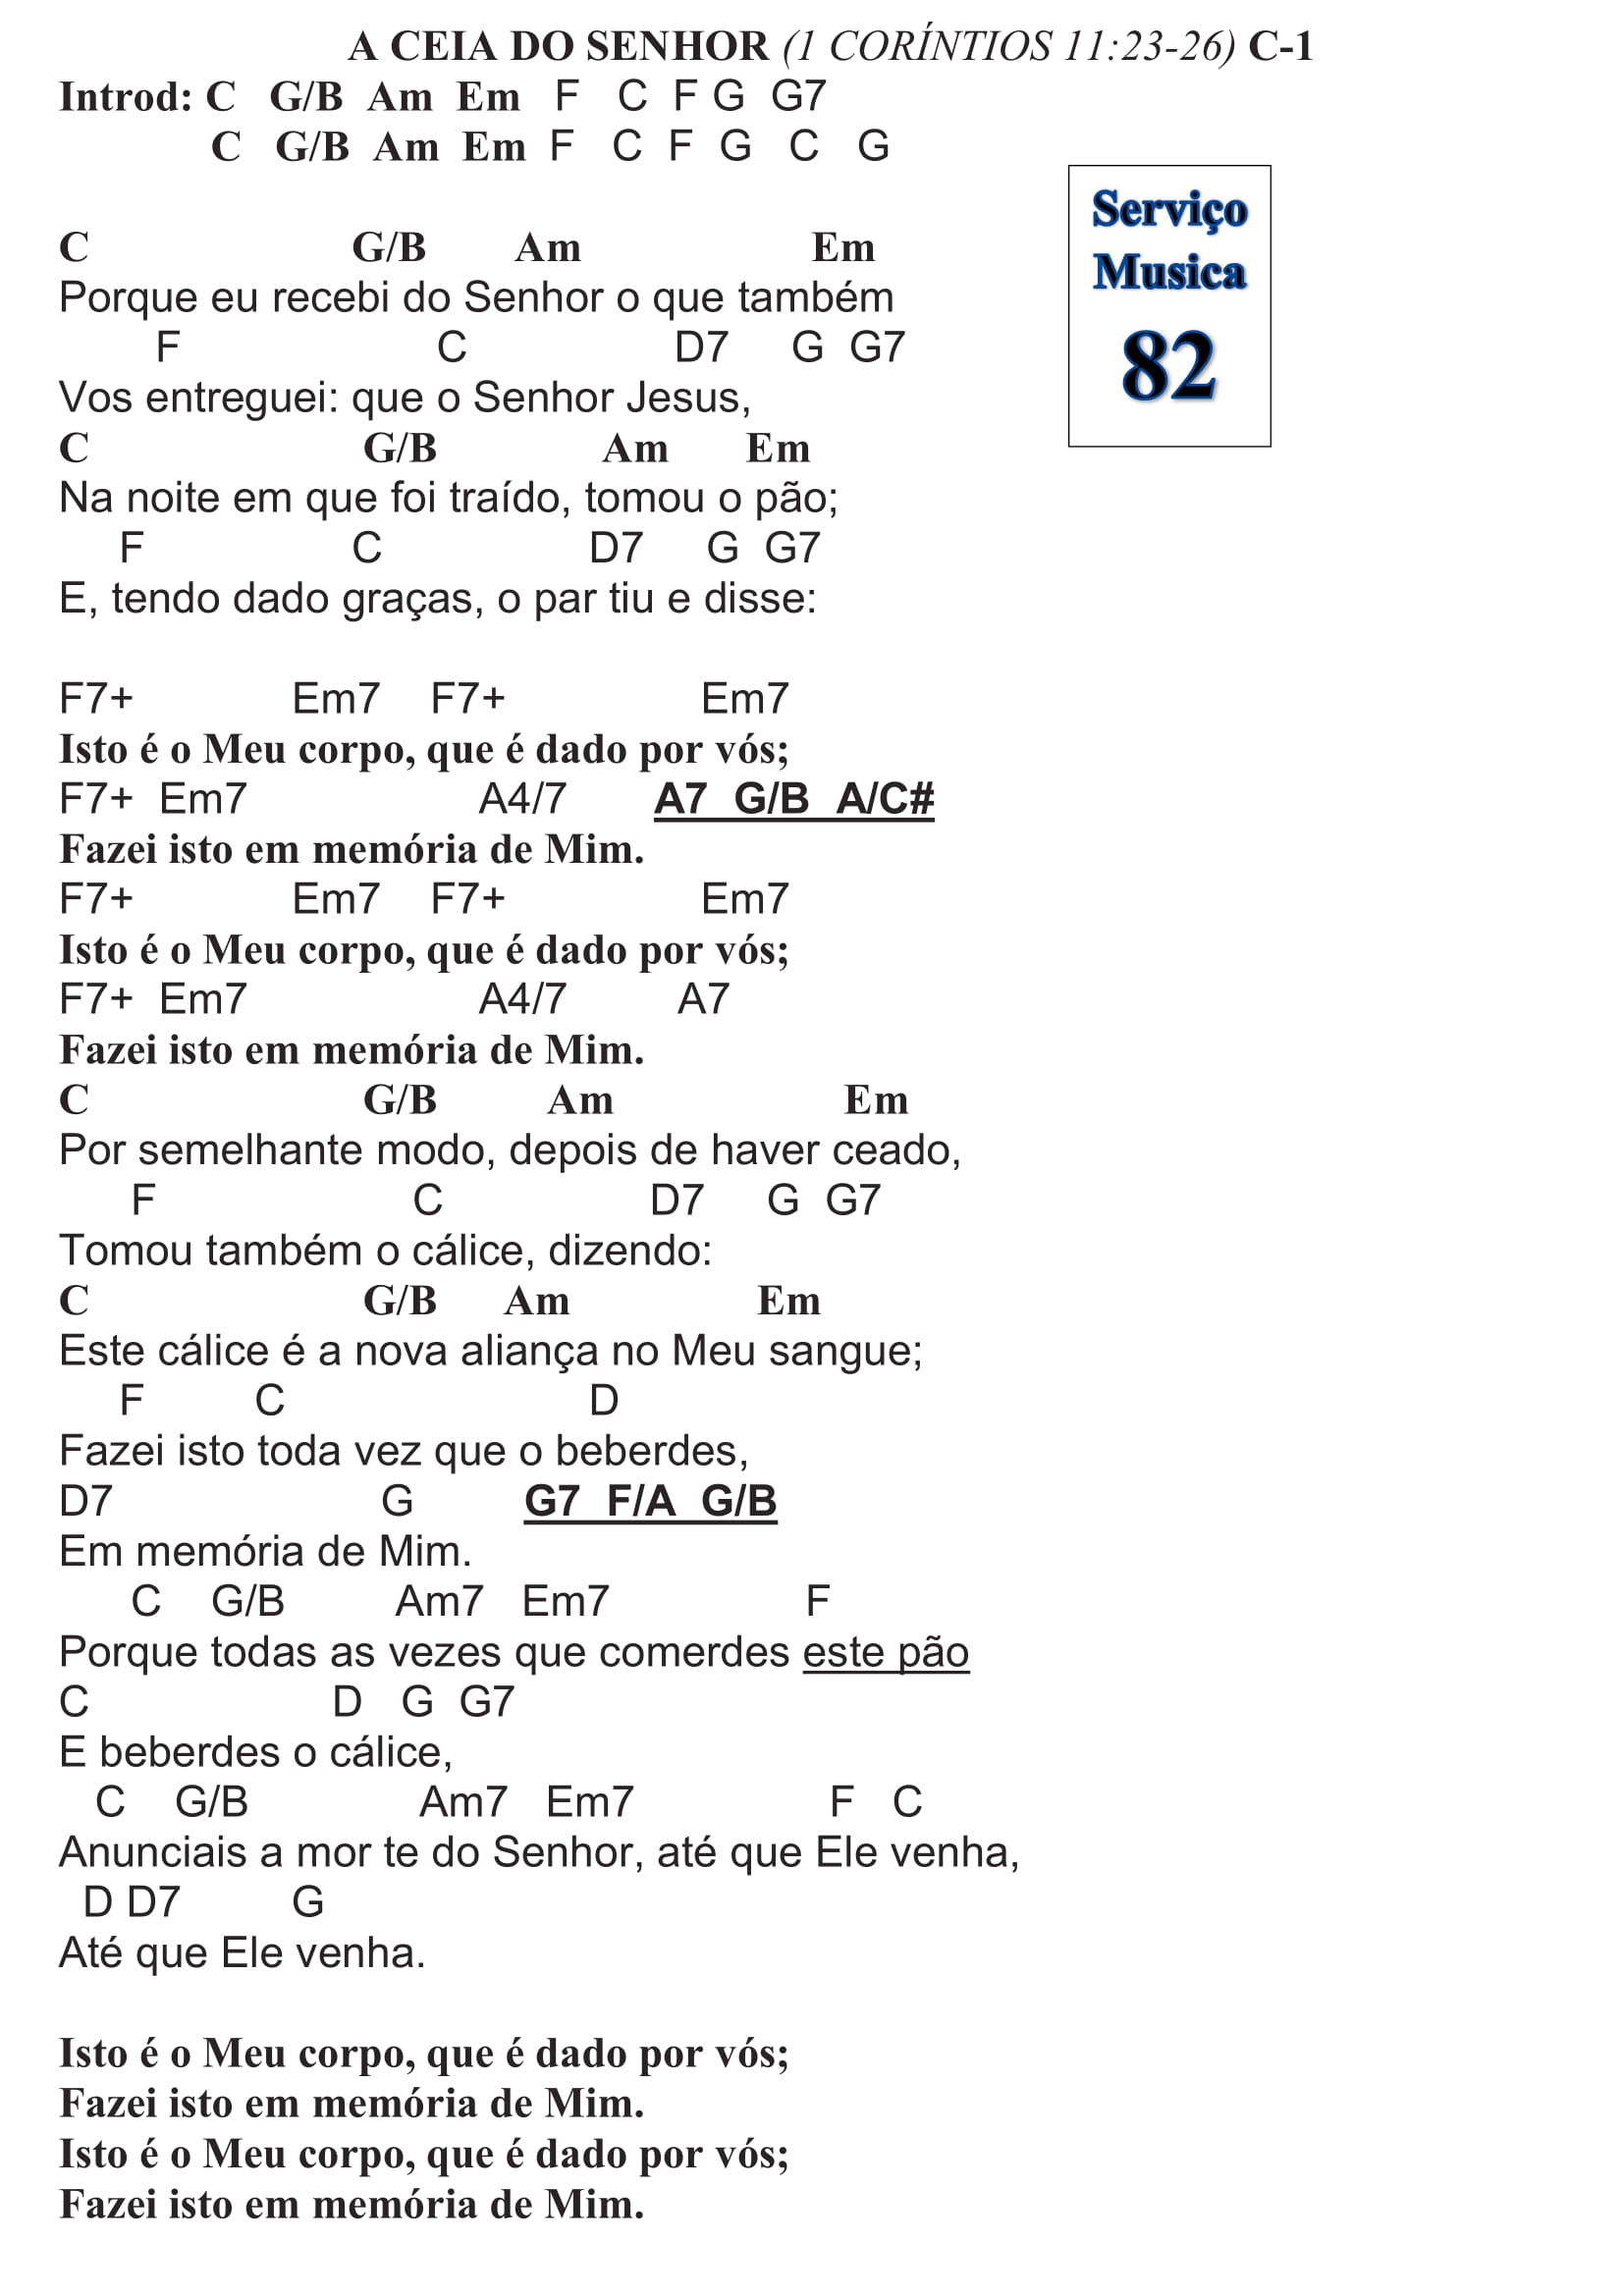 A CEIA DO SENHOR (1 CORÍNTIOS 11:23-26) C-1
Introd: C G/B Am Em F C F G G7
C G/B Am Em F C F G C G
Serviço
Musica
82
C G/B Am Em
Porque eu recebi do Senhor o que também
F C D7 G G7
Vos entreguei: que o Senhor Jesus,
C G/B Am Em
Na noite em que foi traído, tomou o pão;
F C D7 G G7
E, tendo dado graças, o par tiu e disse:
F7+ Em7 F7+ Em7
Isto é o Meu corpo, que é dado por vós;
F7+ Em7 A4/7 A7 G/B A/C#
Fazei isto em memória de Mim.
F7+ Em7 F7+ Em7
Isto é o Meu corpo, que é dado por vós;
F7+ Em7 A4/7 A7
Fazei isto em memória de Mim.
C G/B Am Em
Por semelhante modo, depois de haver ceado,
F C D7 G G7
Tomou também o cálice, dizendo:
C G/B Am Em
Este cálice é a nova aliança no Meu sangue;
F C D
Fazei isto toda vez que o beberdes,
D7 G G7 F/A G/B
Em memória de Mim.
C G/B Am7 Em7 F
Porque todas as vezes que comerdes este pão
C D G G7
E beberdes o cálice,
C G/B Am7 Em7 F C
Anunciais a mor te do Senhor, até que Ele venha,
D D7 G
Até que Ele venha.
Isto é o Meu corpo, que é dado por vós;
Fazei isto em memória de Mim.
Isto é o Meu corpo, que é dado por vós;
Fazei isto em memória de Mim.